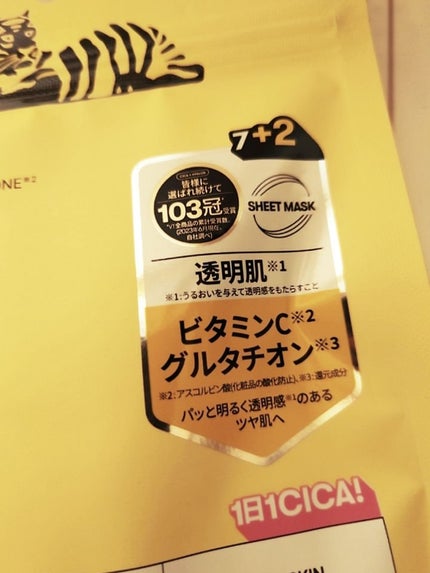 7+2
ONE※2
CICA METHOD
皆様に
選ばれ続けて
103冠受賞
*VT全商品の累計受賞数。
(2023年6月現在、
自社調べ)
SHEET MASK
透明肌※1
※1:うるおいを与えて透明感をもたらすこと
ビタミンC※2
グルタチオン※3
※2:アスコルビン酸(化粧品の酸化防止)、※3:還元成分
パッと明るく透明感※1のある
ツヤ肌へ
1日1CICA!